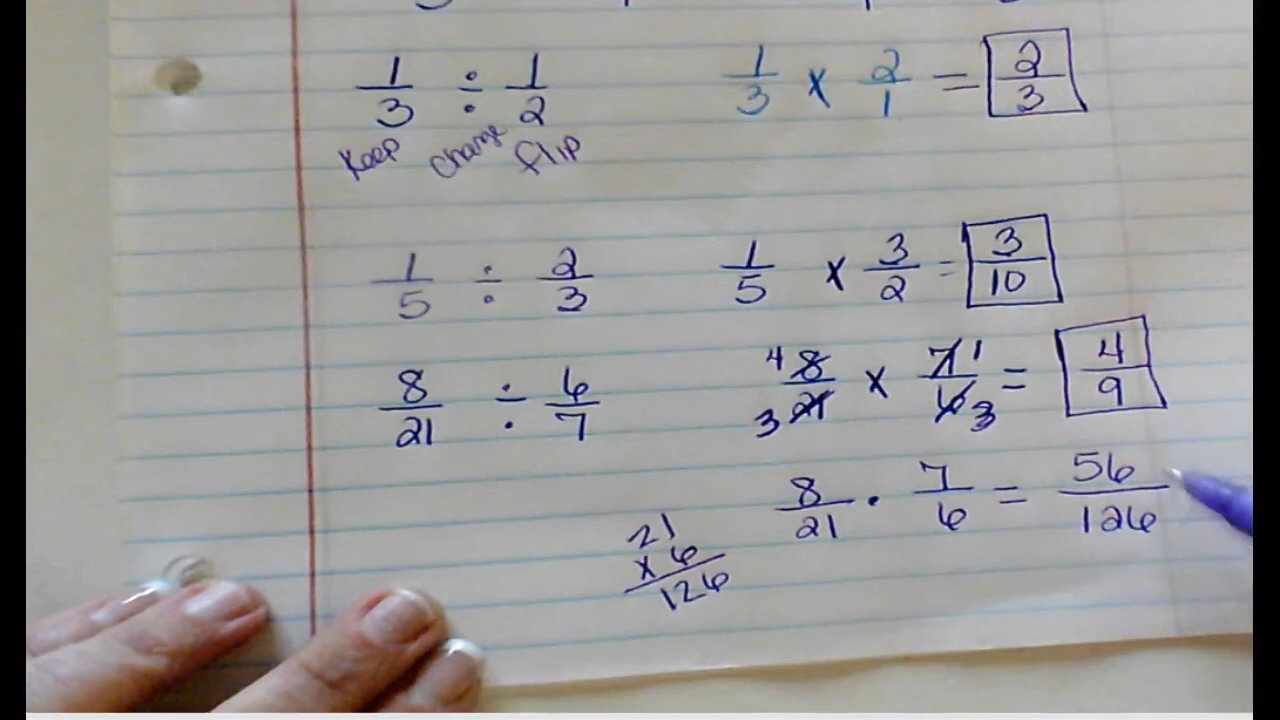 1/3 ÷ 1/2 1/3 x 2/1 = 2/3
Keep Change flip
1/5 ÷ 2/3 1/5 x 3/2 = 3/10
8/21 ÷ 6/7 4 8/21 3 x 7/6 1 3 = 4/9
8/21 · 7/6 = 56/126
21
x 6
126